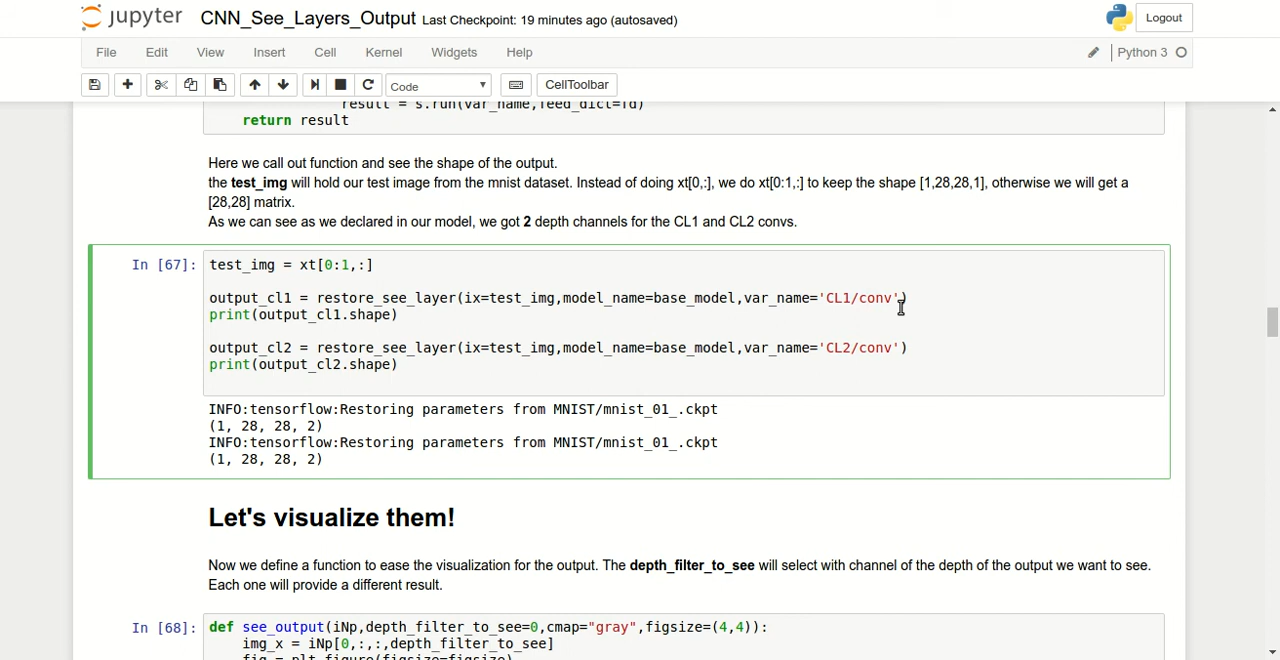 jupyter CNN_See_Layers_Output Last Checkpoint: 19 minutes ago (autosaved)
Logout
File Edit View Insert Cell Kernel Widgets Help
Python 3
Code CellToolbar
result = s.run(var_name,feed_dict=fd)
return result
Here we call out function and see the shape of the output.
the test_img will hold our test image from the mnist dataset. Instead of doing xt[0,:], we do xt[0:1,:] to keep the shape [1,28,28,1], otherwise we will get a
[28,28] matrix.
As we can see as we declared in our model, we got 2 depth channels for the CL1 and CL2 convs.
In [67]: test_img = xt[0:1,:]
output_cl1 = restore_see_layer(ix=test_img,model_name=base_model,var_name='CL1/conv')
print(output_cl1.shape)
output_cl2 = restore_see_layer(ix=test_img,model_name=base_model,var_name='CL2/conv')
print(output_cl2.shape)
INFO:tensorflow:Restoring parameters from MNIST/mnist_01_.ckpt
(1, 28, 28, 2)
INFO:tensorflow:Restoring parameters from MNIST/mnist_01_.ckpt
(1, 28, 28, 2)
Let's visualize them!
Now we define a function to ease the visualization for the output. The depth_filter_to_see will select with channel of the depth of the output we want to see.
Each one will provide a different result.
In [68]: def see_output(iNp,depth_filter_to_see=0,cmap="gray",figsize=(4,4)):
img_x = iNp[0,:,:,depth_filter_to_see]
fig = plt.figure(figsize=figsize)